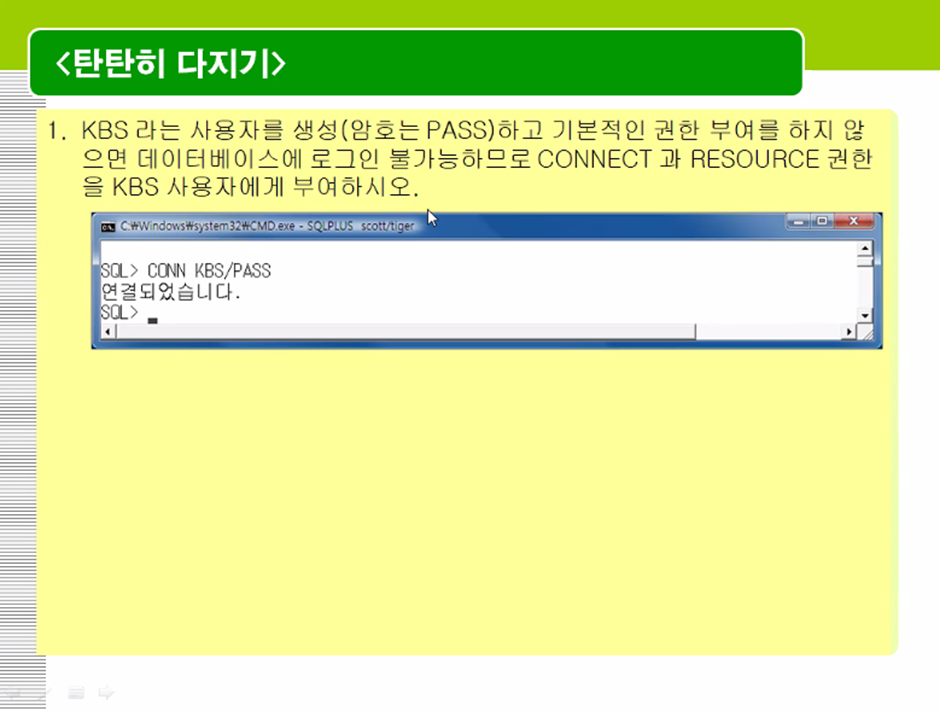 <탄탄히 다지기>
1. KBS 라는 사용자를 생성(암호는 PASS)하고 기본적인 권한 부여를 하지 않
으면 데이터베이스에 로그인 불가능하므로 CONNECT 과 RESOURCE 권한
을 KBS 사용자에게 부여하시오.
C:₩Windows₩system32₩CMD.exe - SQLPLUS scott/tiger
SQL> CONN KBS/PASS
연결되었습니다.
SQL>